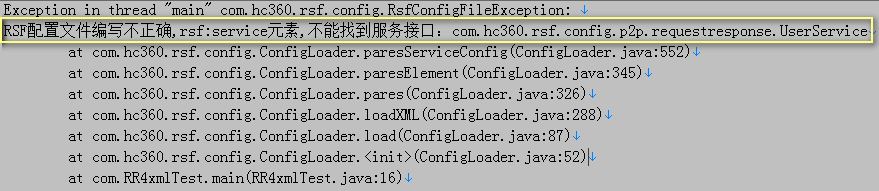 Exception in thread "main" com.hc360.rsf.config.RsfConfigFileException: ↓
RSF配置文件编写不正确,rsf:service元素,不能找到服务接口：com.hc360.rsf.config.p2p.requestresponse.UserService↓
at com.hc360.rsf.config.ConfigLoader.paresServiceConfig(ConfigLoader.java:552)↓
at com.hc360.rsf.config.ConfigLoader.paresElement(ConfigLoader.java:345)↓
at com.hc360.rsf.config.ConfigLoader.pares(ConfigLoader.java:326)↓
at com.hc360.rsf.config.ConfigLoader.loadXML(ConfigLoader.java:288)↓
at com.hc360.rsf.config.ConfigLoader.load(ConfigLoader.java:87)↓
at com.hc360.rsf.config.ConfigLoader.<init>(ConfigLoader.java:52)↓
at com.RR4xmlTest.main(RR4xmlTest.java:16)↓